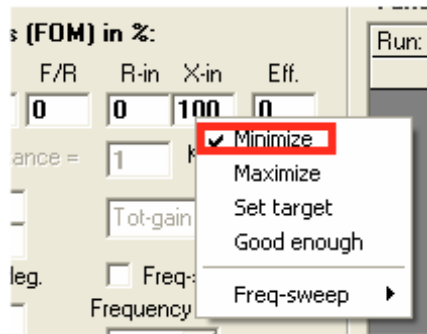 s (FOM) in %:
Run:
F/R R-in X-in Eff.
0 0 100 0
ance = 1
Minimize
Maximize
Tot-gain
Set target
Good enough
leg. Freq-
Freq-sweep
Frequency